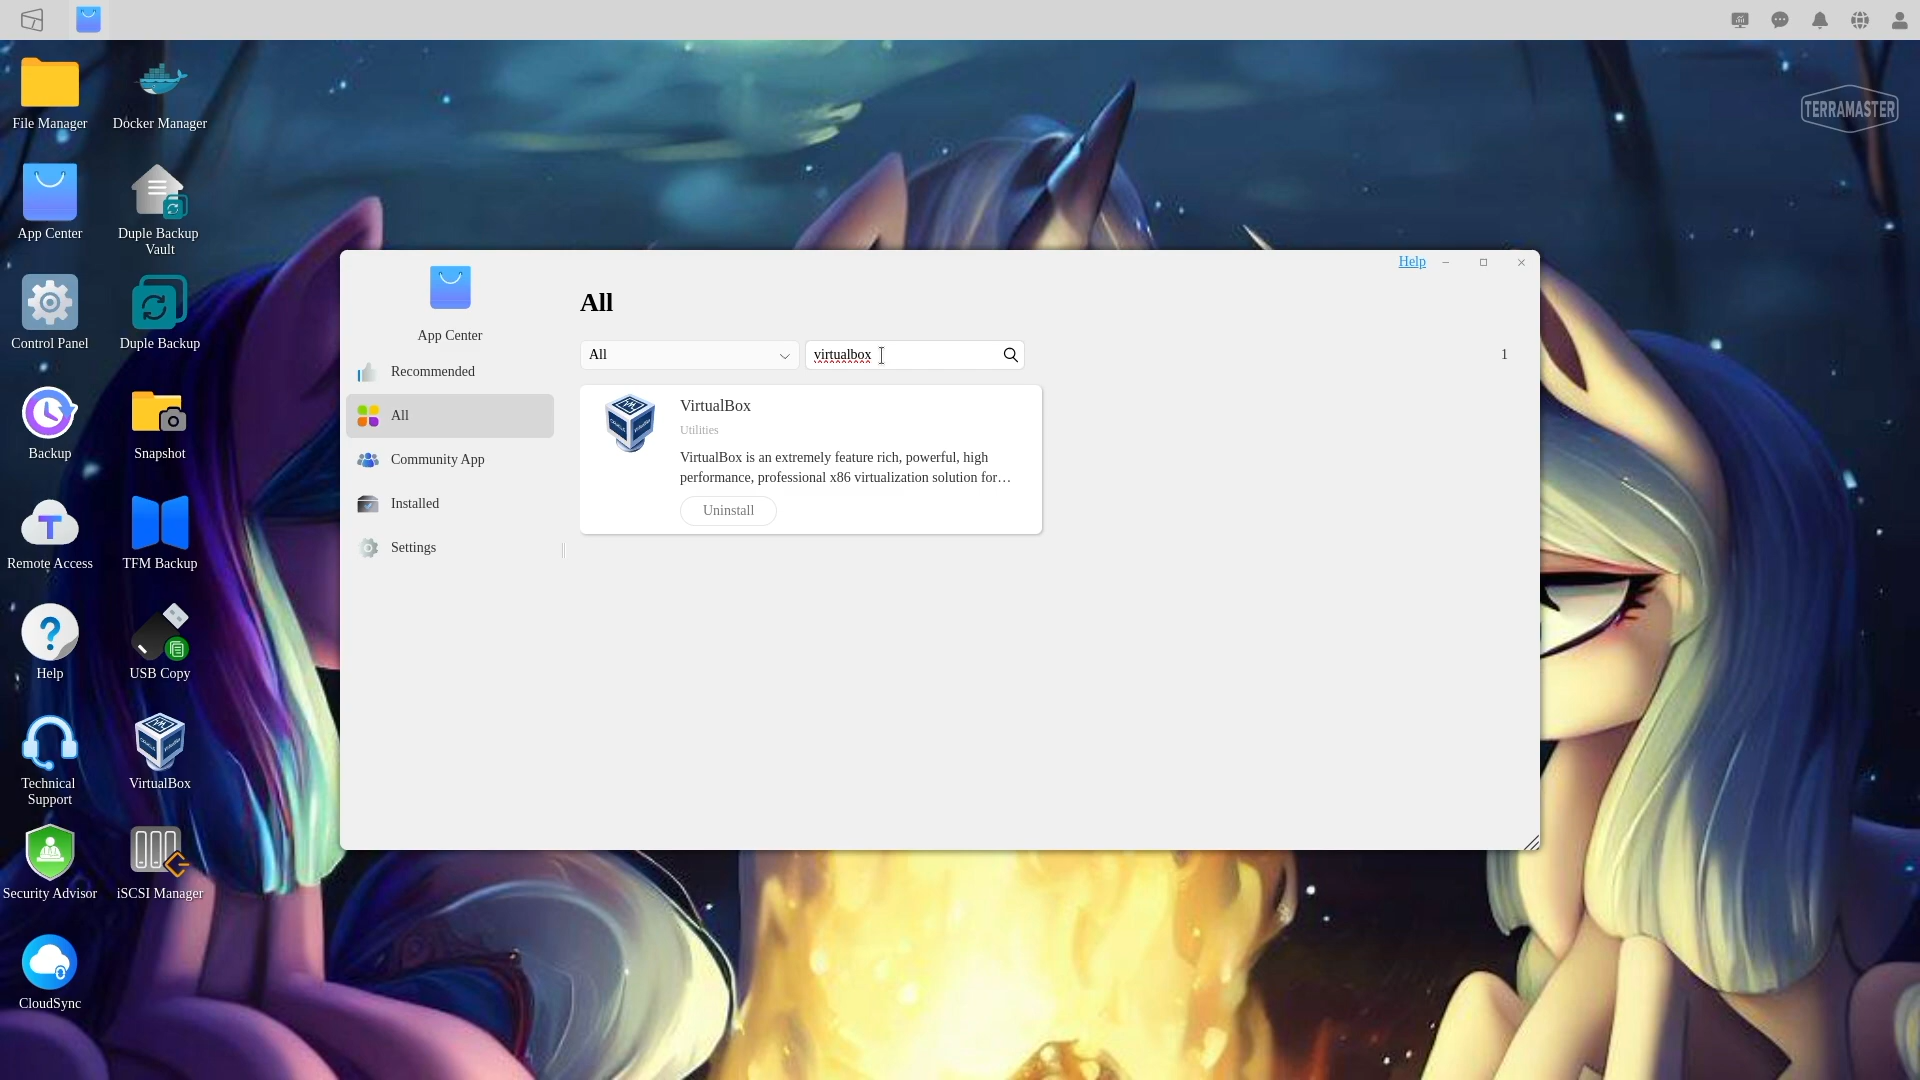 TERRAMASTER
File Manager
Docker Manager
App Center
Duple Backup
Vault
Control Panel
Duple Backup
Backup
Snapshot
Remote Access
TFM Backup
Help
USB Copy
Technical
Support
VirtualBox
Security Advisor
iSCSI Manager
CloudSync
Help
App Center
Recommended
All
Community App
Installed
Settings
All
All
virtualbox
1
VirtualBox
Utilities
VirtualBox is an extremely feature rich, powerful, high
performance, professional x86 virtualization solution for…
Uninstall